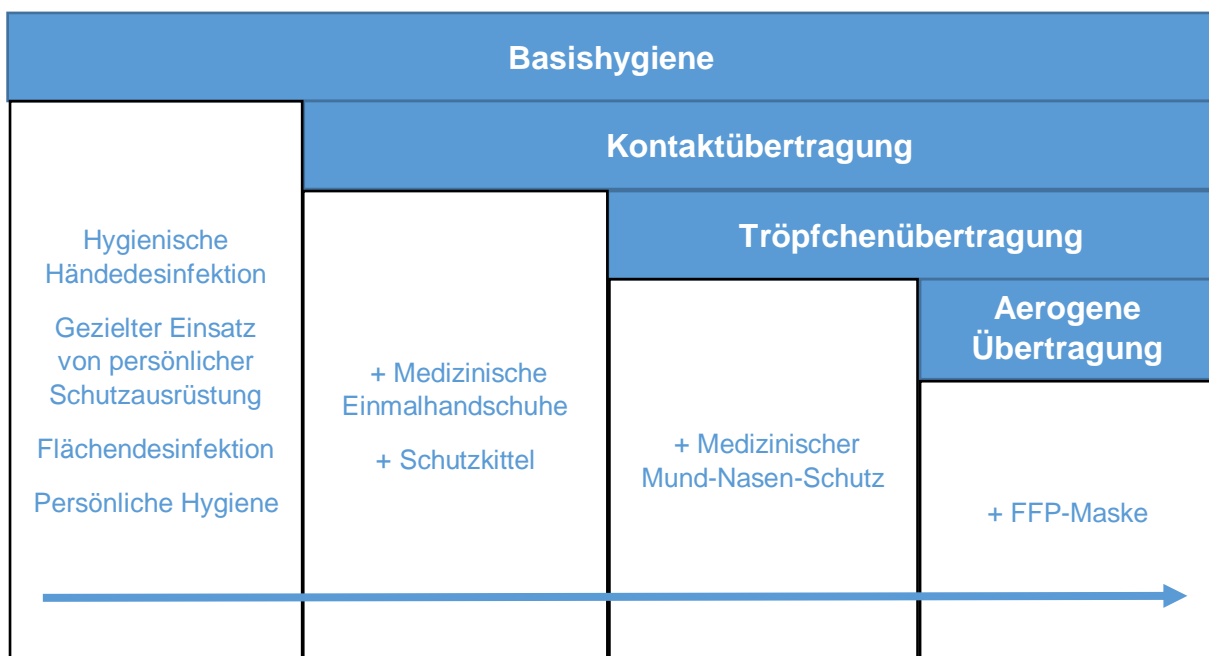 Basishygiene
Kontaktübertragung
Tröpfchenübertragung
Aerogene
Übertragung
Hygienische
Händedesinfektion
Gezielter Einsatz
von persönlicher
Schutzausrüstung
Flächendesinfektion
Persönliche Hygiene
+ Medizinische
Einmalhandschuhe
+ Schutzkittel
+ Medizinischer
Mund-Nasen-Schutz
+ FFP-Maske